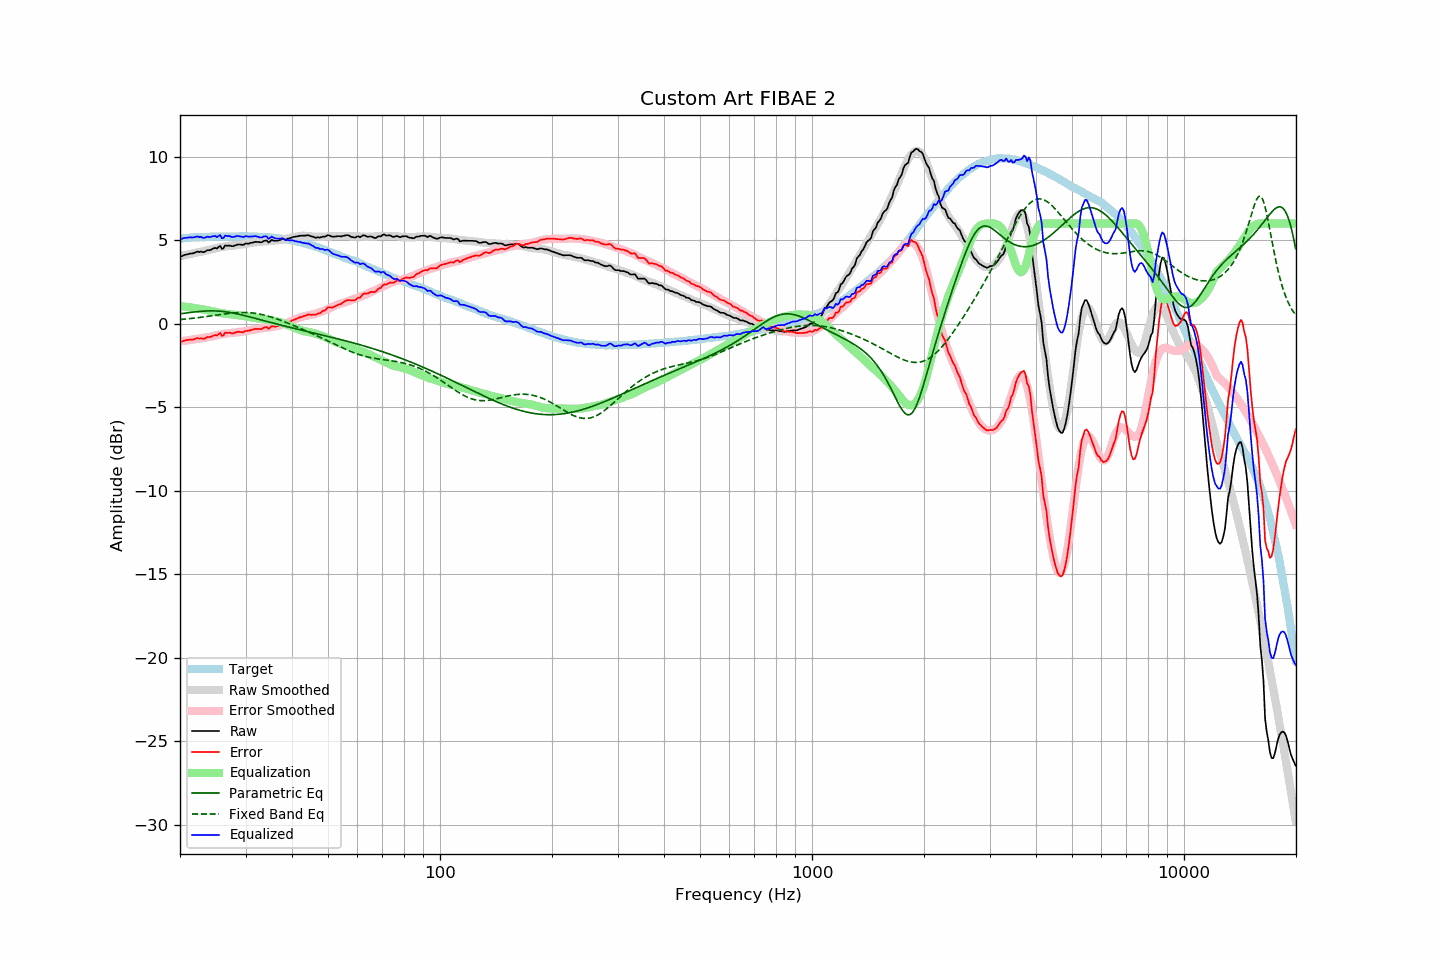 Custom Art FIBAE 2
Amplitude (dBr)
10
5
0
−5
−10
−15
−20
−25
−30
Target
Raw Smoothed
Error Smoothed
Raw
Error
Equalization
Parametric Eq
Fixed Band Eq
Equalized
100
1000
10000
Frequency (Hz)